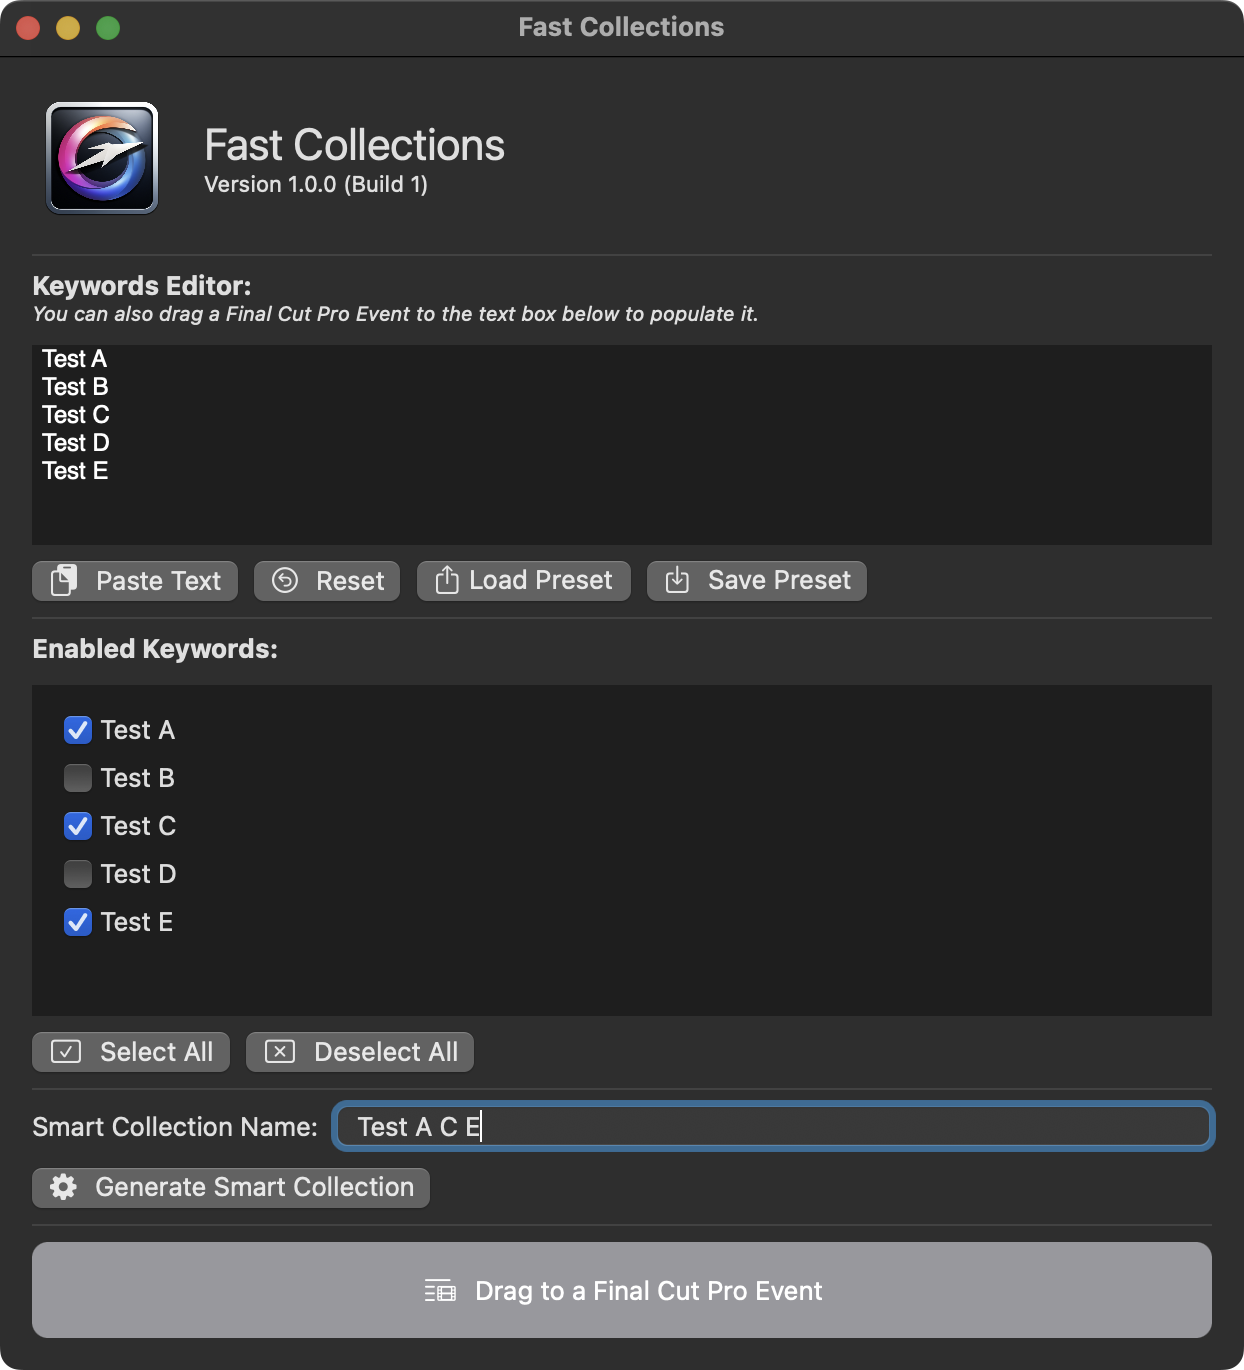 Fast Collections
Fast Collections
Version 1.0.0 (Build 1)
Keywords Editor:
You can also drag a Final Cut Pro Event to the text box below to populate it.
Test A
Test B
Test C
Test D
Test E
Paste Text Reset Load Preset Save Preset
Enabled Keywords:
Test A
Test B
Test C
Test D
Test E
Select All Deselect All
Smart Collection Name: Test A C E
Generate Smart Collection
Drag to a Final Cut Pro Event